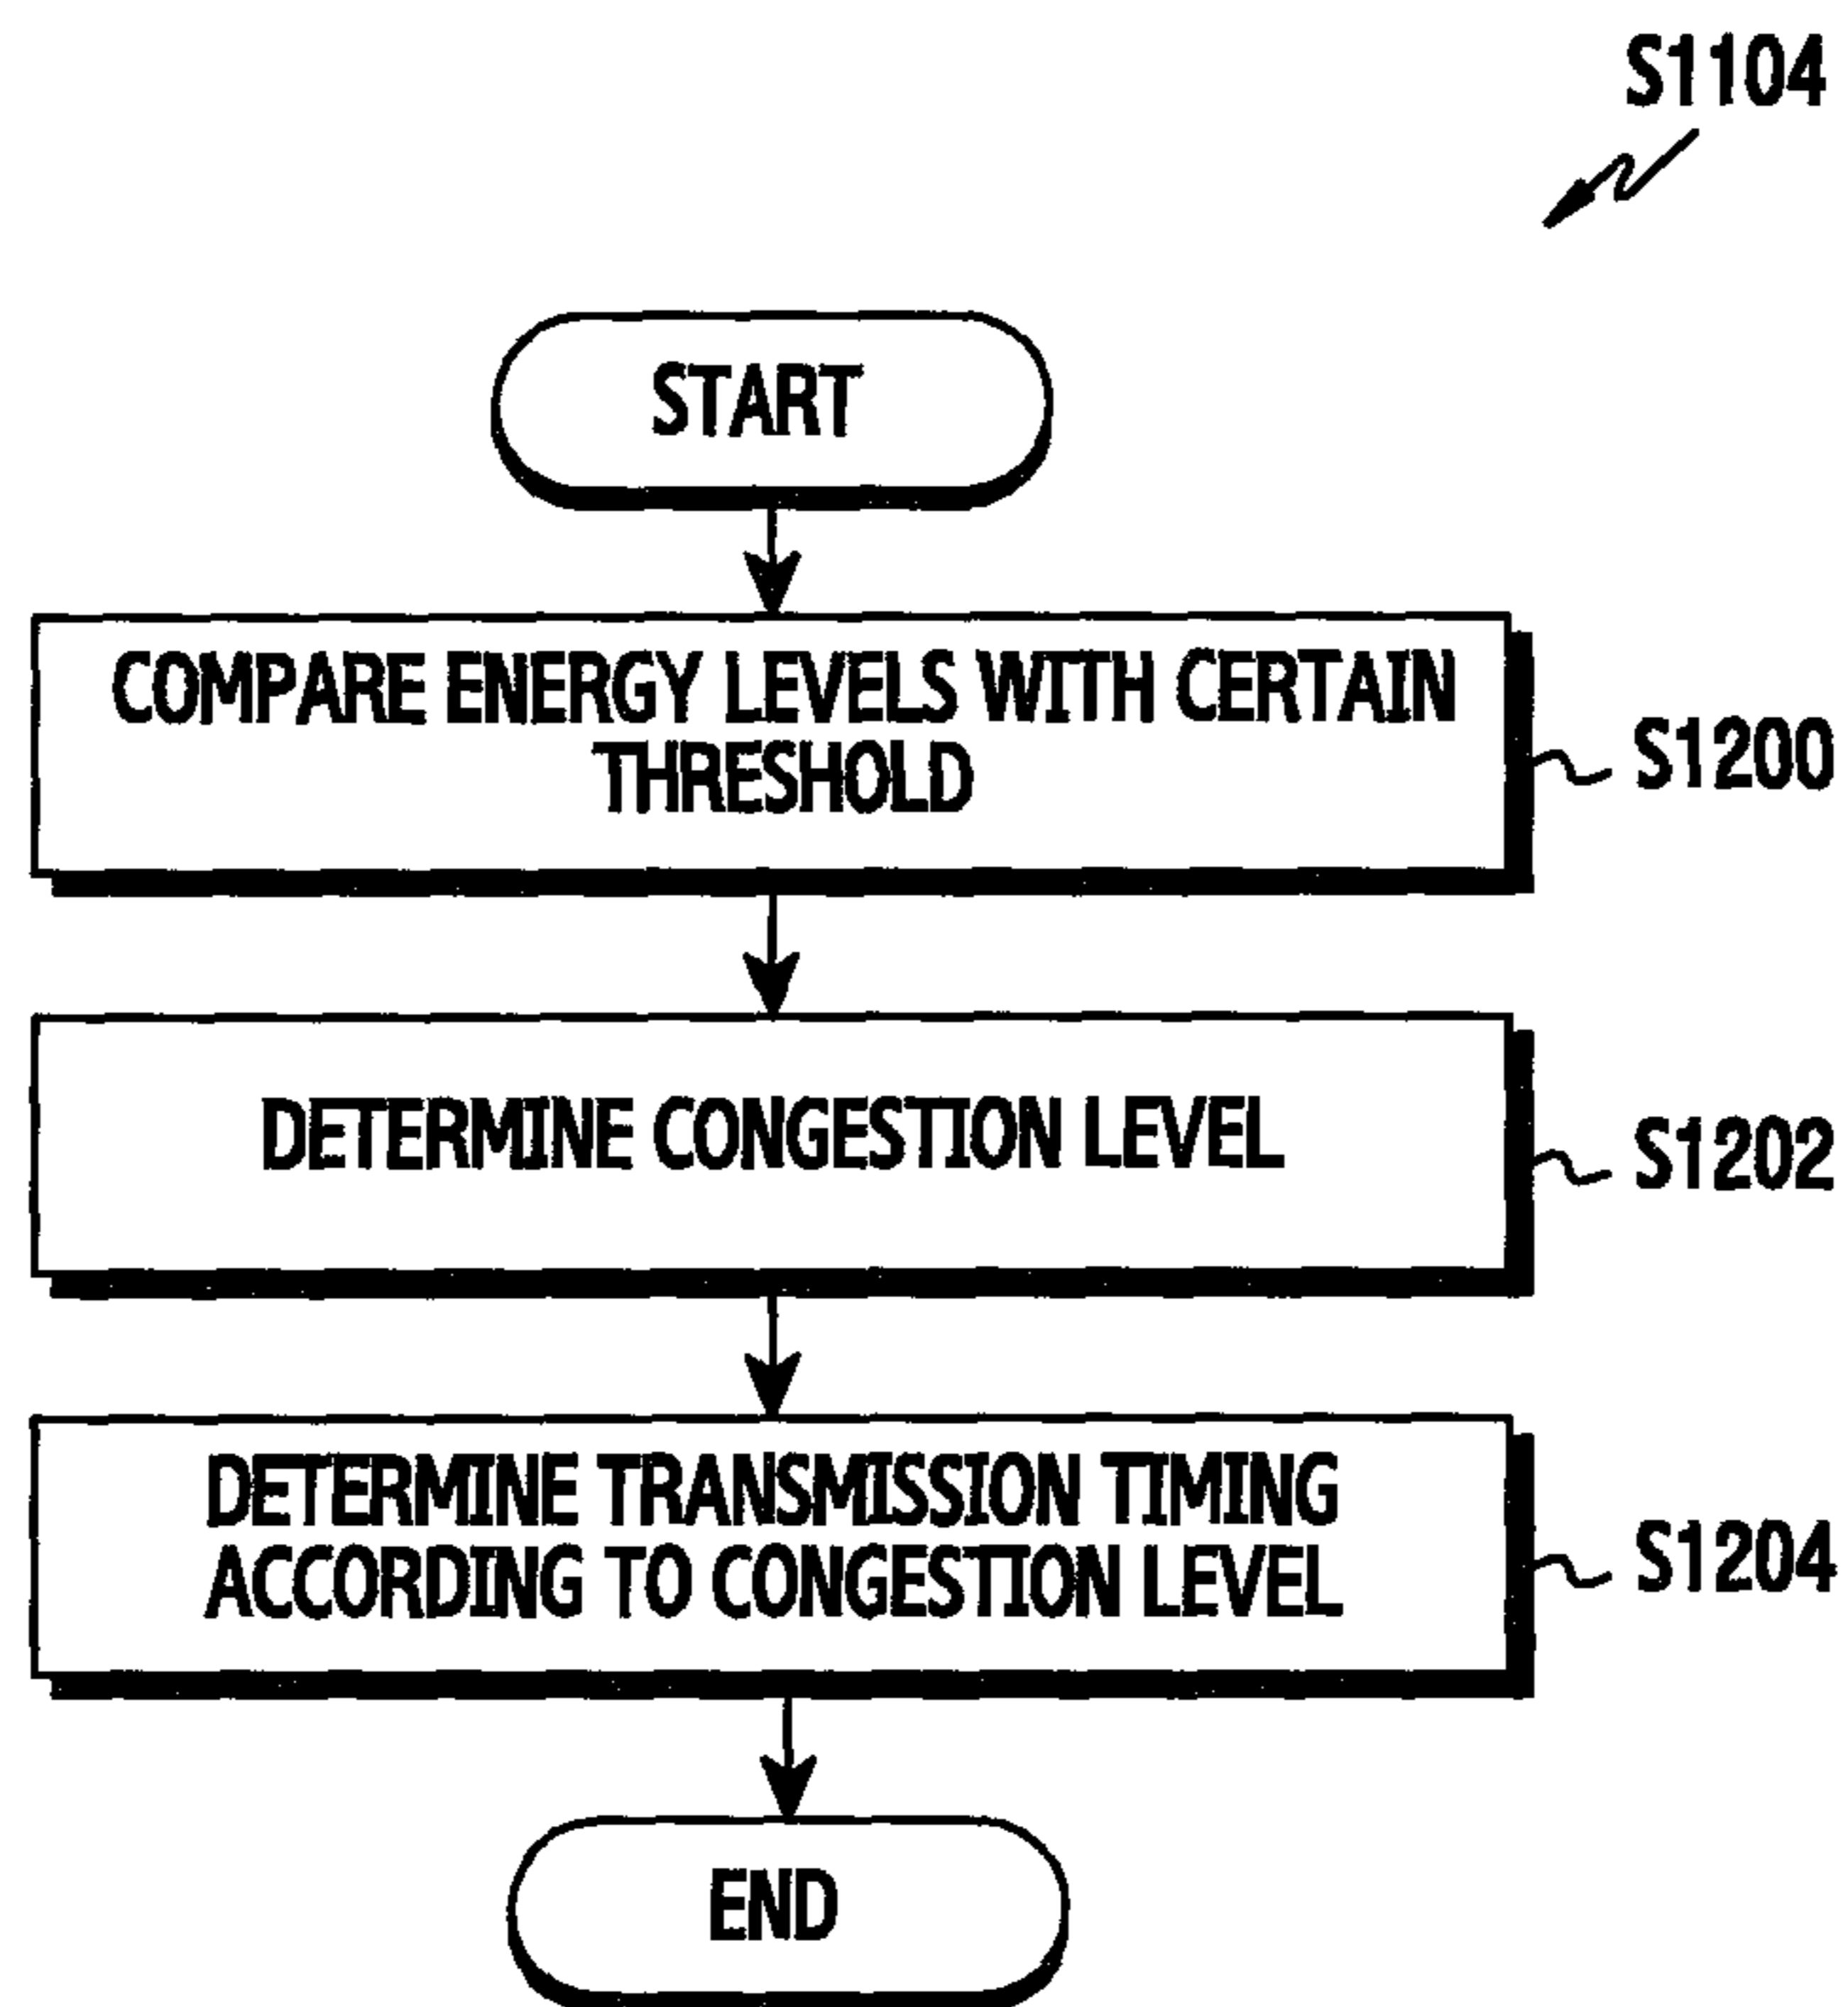 S1104
START
COMPARE ENERGY LEVELS WITH CERTAIN
THRESHOLD
S1200
DETERMINE CONGESTION LEVEL
S1202
DETERMINE TRANSMISSION TIMING
ACCORDING TO CONGESTION LEVEL
S1204
END